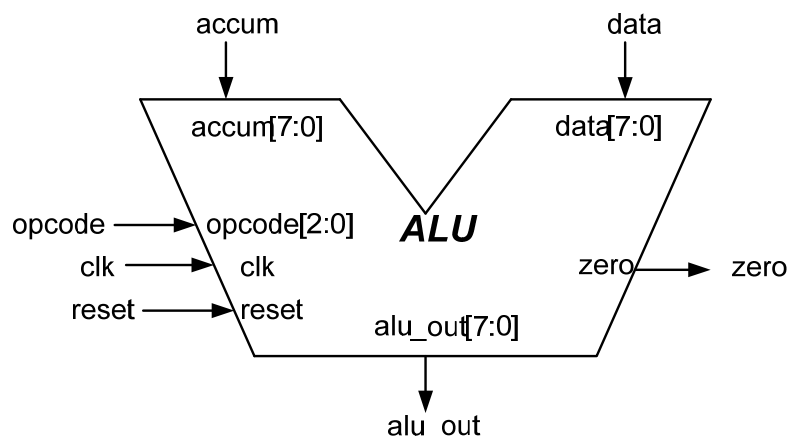 accum data
accum[7:0] data[7:0]
opcode opcode[2:0] ALU
clk clk zero zero
reset reset
alu_out[7:0]
alu_out